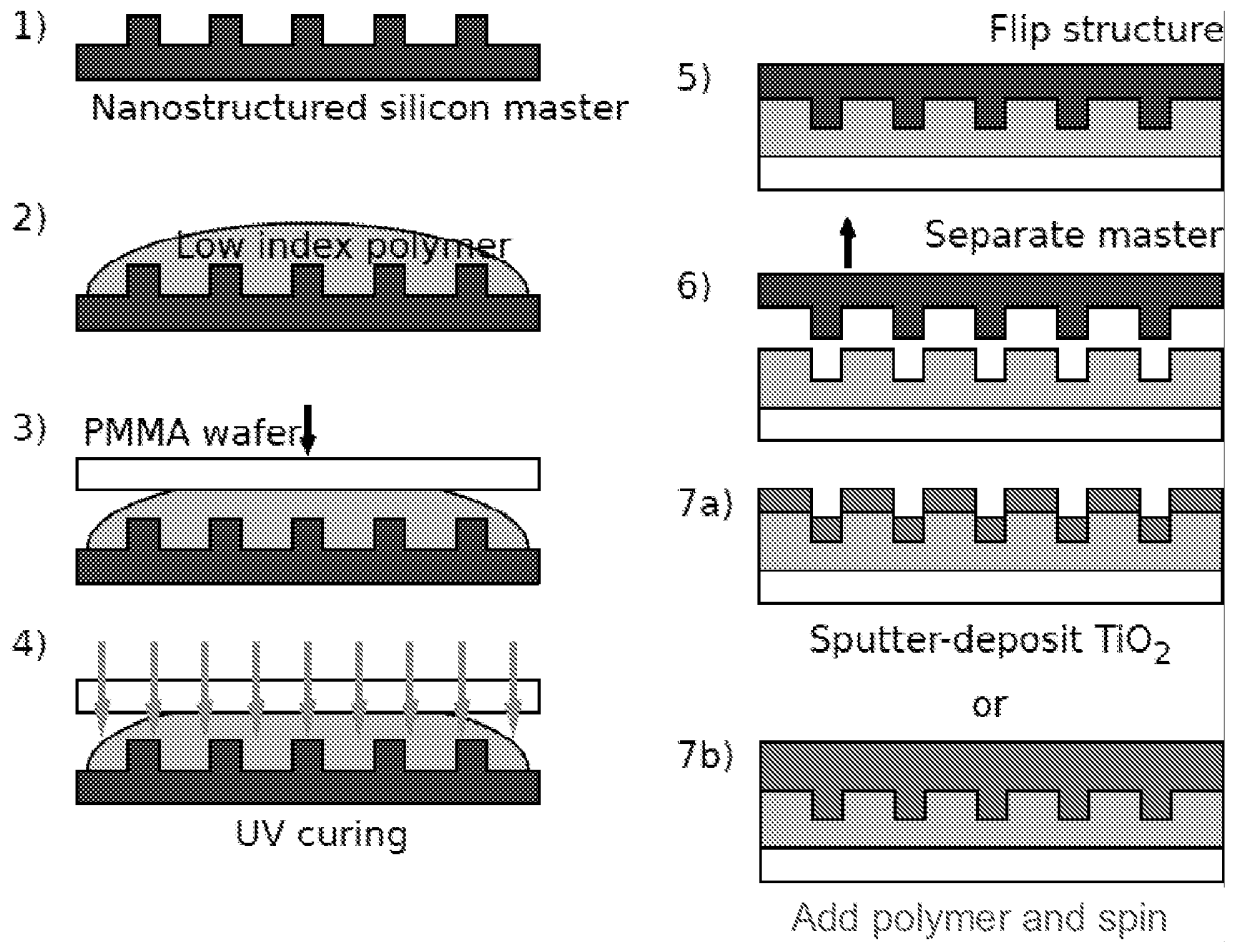 1)
Nanostructured silicon master
2)
Low index polymer
3)
PMMA wafer
4)
UV curing
Flip structure
5)
Separate master
6)
7a)
Sputter-deposit TiO₂
or
7b)
Add polymer and spin